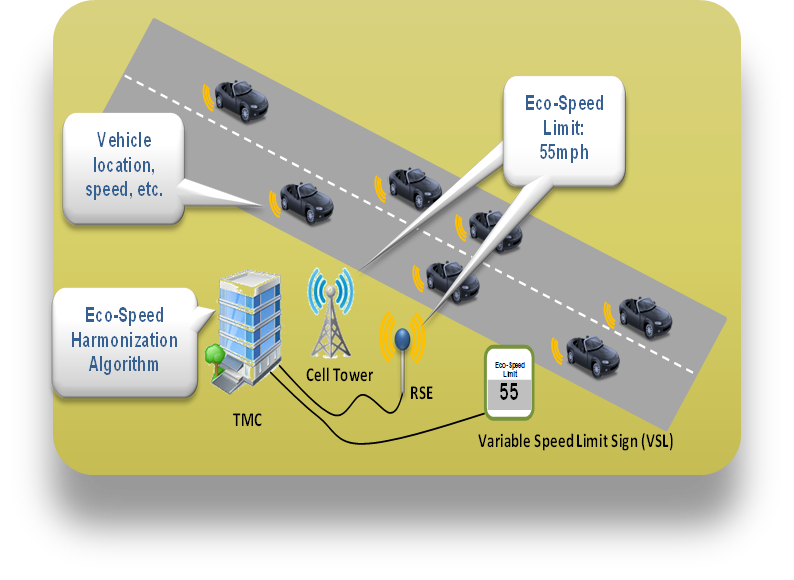 Eco-Speed
Limit:
55mph
Vehicle
location,
speed, etc.
Eco-Speed
Harmonization
Algorithm
Cell Tower
RSE
TMC
Eco-Speed
Limit
55
Variable Speed Limit Sign (VSL)